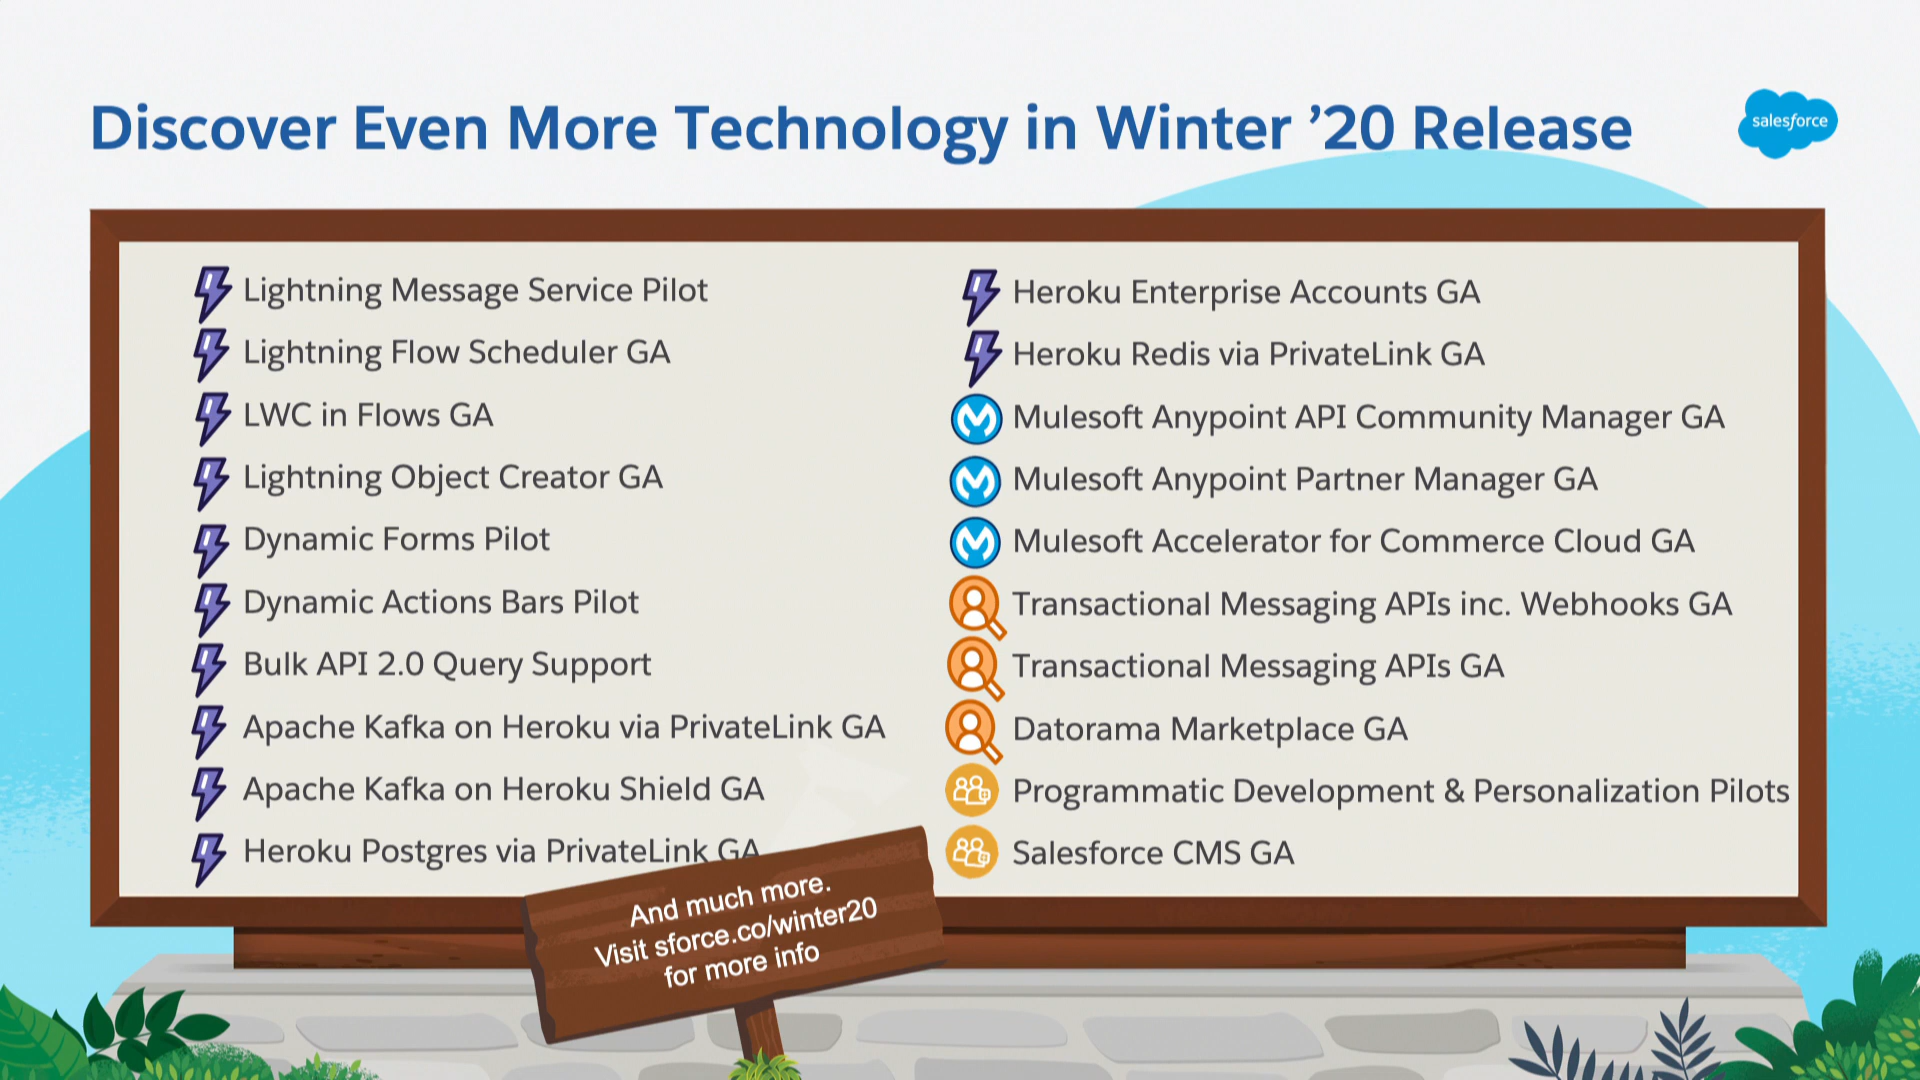 Discover Even More Technology in Winter ’20 Release
salesforce
Lightning Message Service Pilot
Lightning Flow Scheduler GA
LWC in Flows GA
Lightning Object Creator GA
Dynamic Forms Pilot
Dynamic Actions Bars Pilot
Bulk API 2.0 Query Support
Apache Kafka on Heroku via PrivateLink GA
Apache Kafka on Heroku Shield GA
Heroku Postgres via PrivateLink GA
Heroku Enterprise Accounts GA
Heroku Redis via PrivateLink GA
Mulesoft Anypoint API Community Manager GA
Mulesoft Anypoint Partner Manager GA
Mulesoft Accelerator for Commerce Cloud GA
Transactional Messaging APIs inc. Webhooks GA
Transactional Messaging APIs GA
Datorama Marketplace GA
Programmatic Development & Personalization Pilots
Salesforce CMS GA
And much more.
Visit sforce.co/winter20
for more info